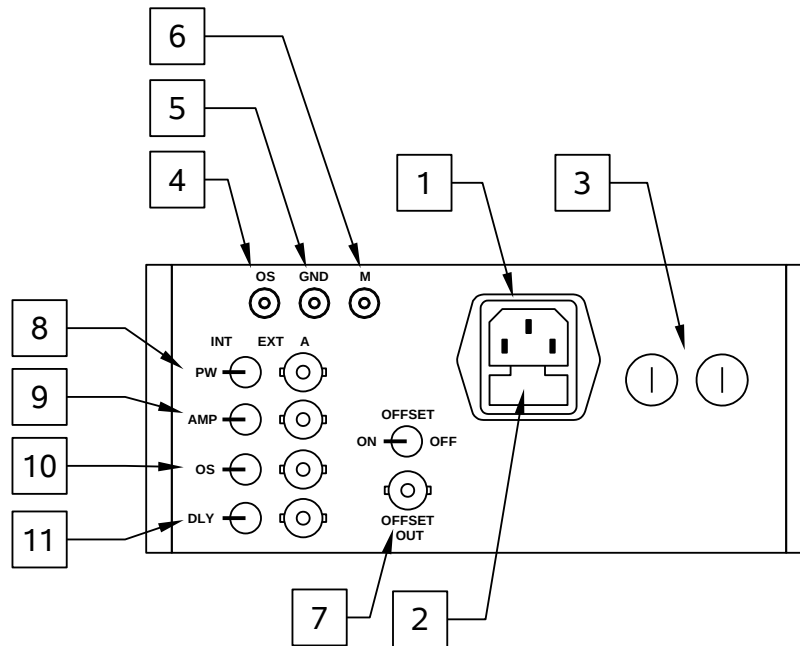 6
5
4
1
3
OS GND M
8
INT EXT A
PW
9
AMP
OFFSET
ON OFF
10
OS
11
DLY
OFFSET
OUT
7
2